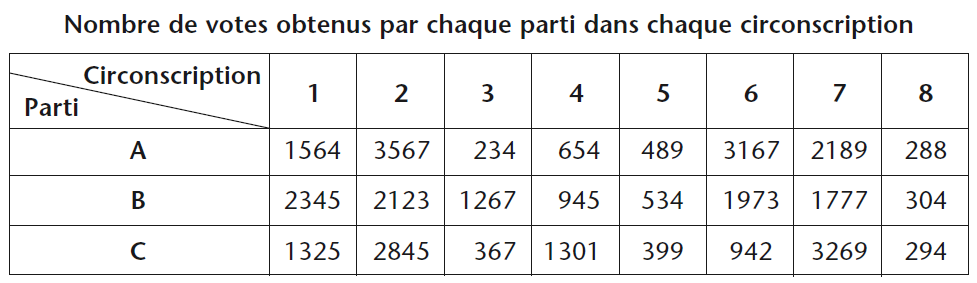 Nombre de votes obtenus par chaque parti dans chaque circonscription
Circonscription 1 2 3 4 5 6 7 8
Parti
A 1564 3567 234 654 489 3167 2189 288
B 2345 2123 1267 945 534 1973 1777 304
C 1325 2845 367 1301 399 942 3269 294